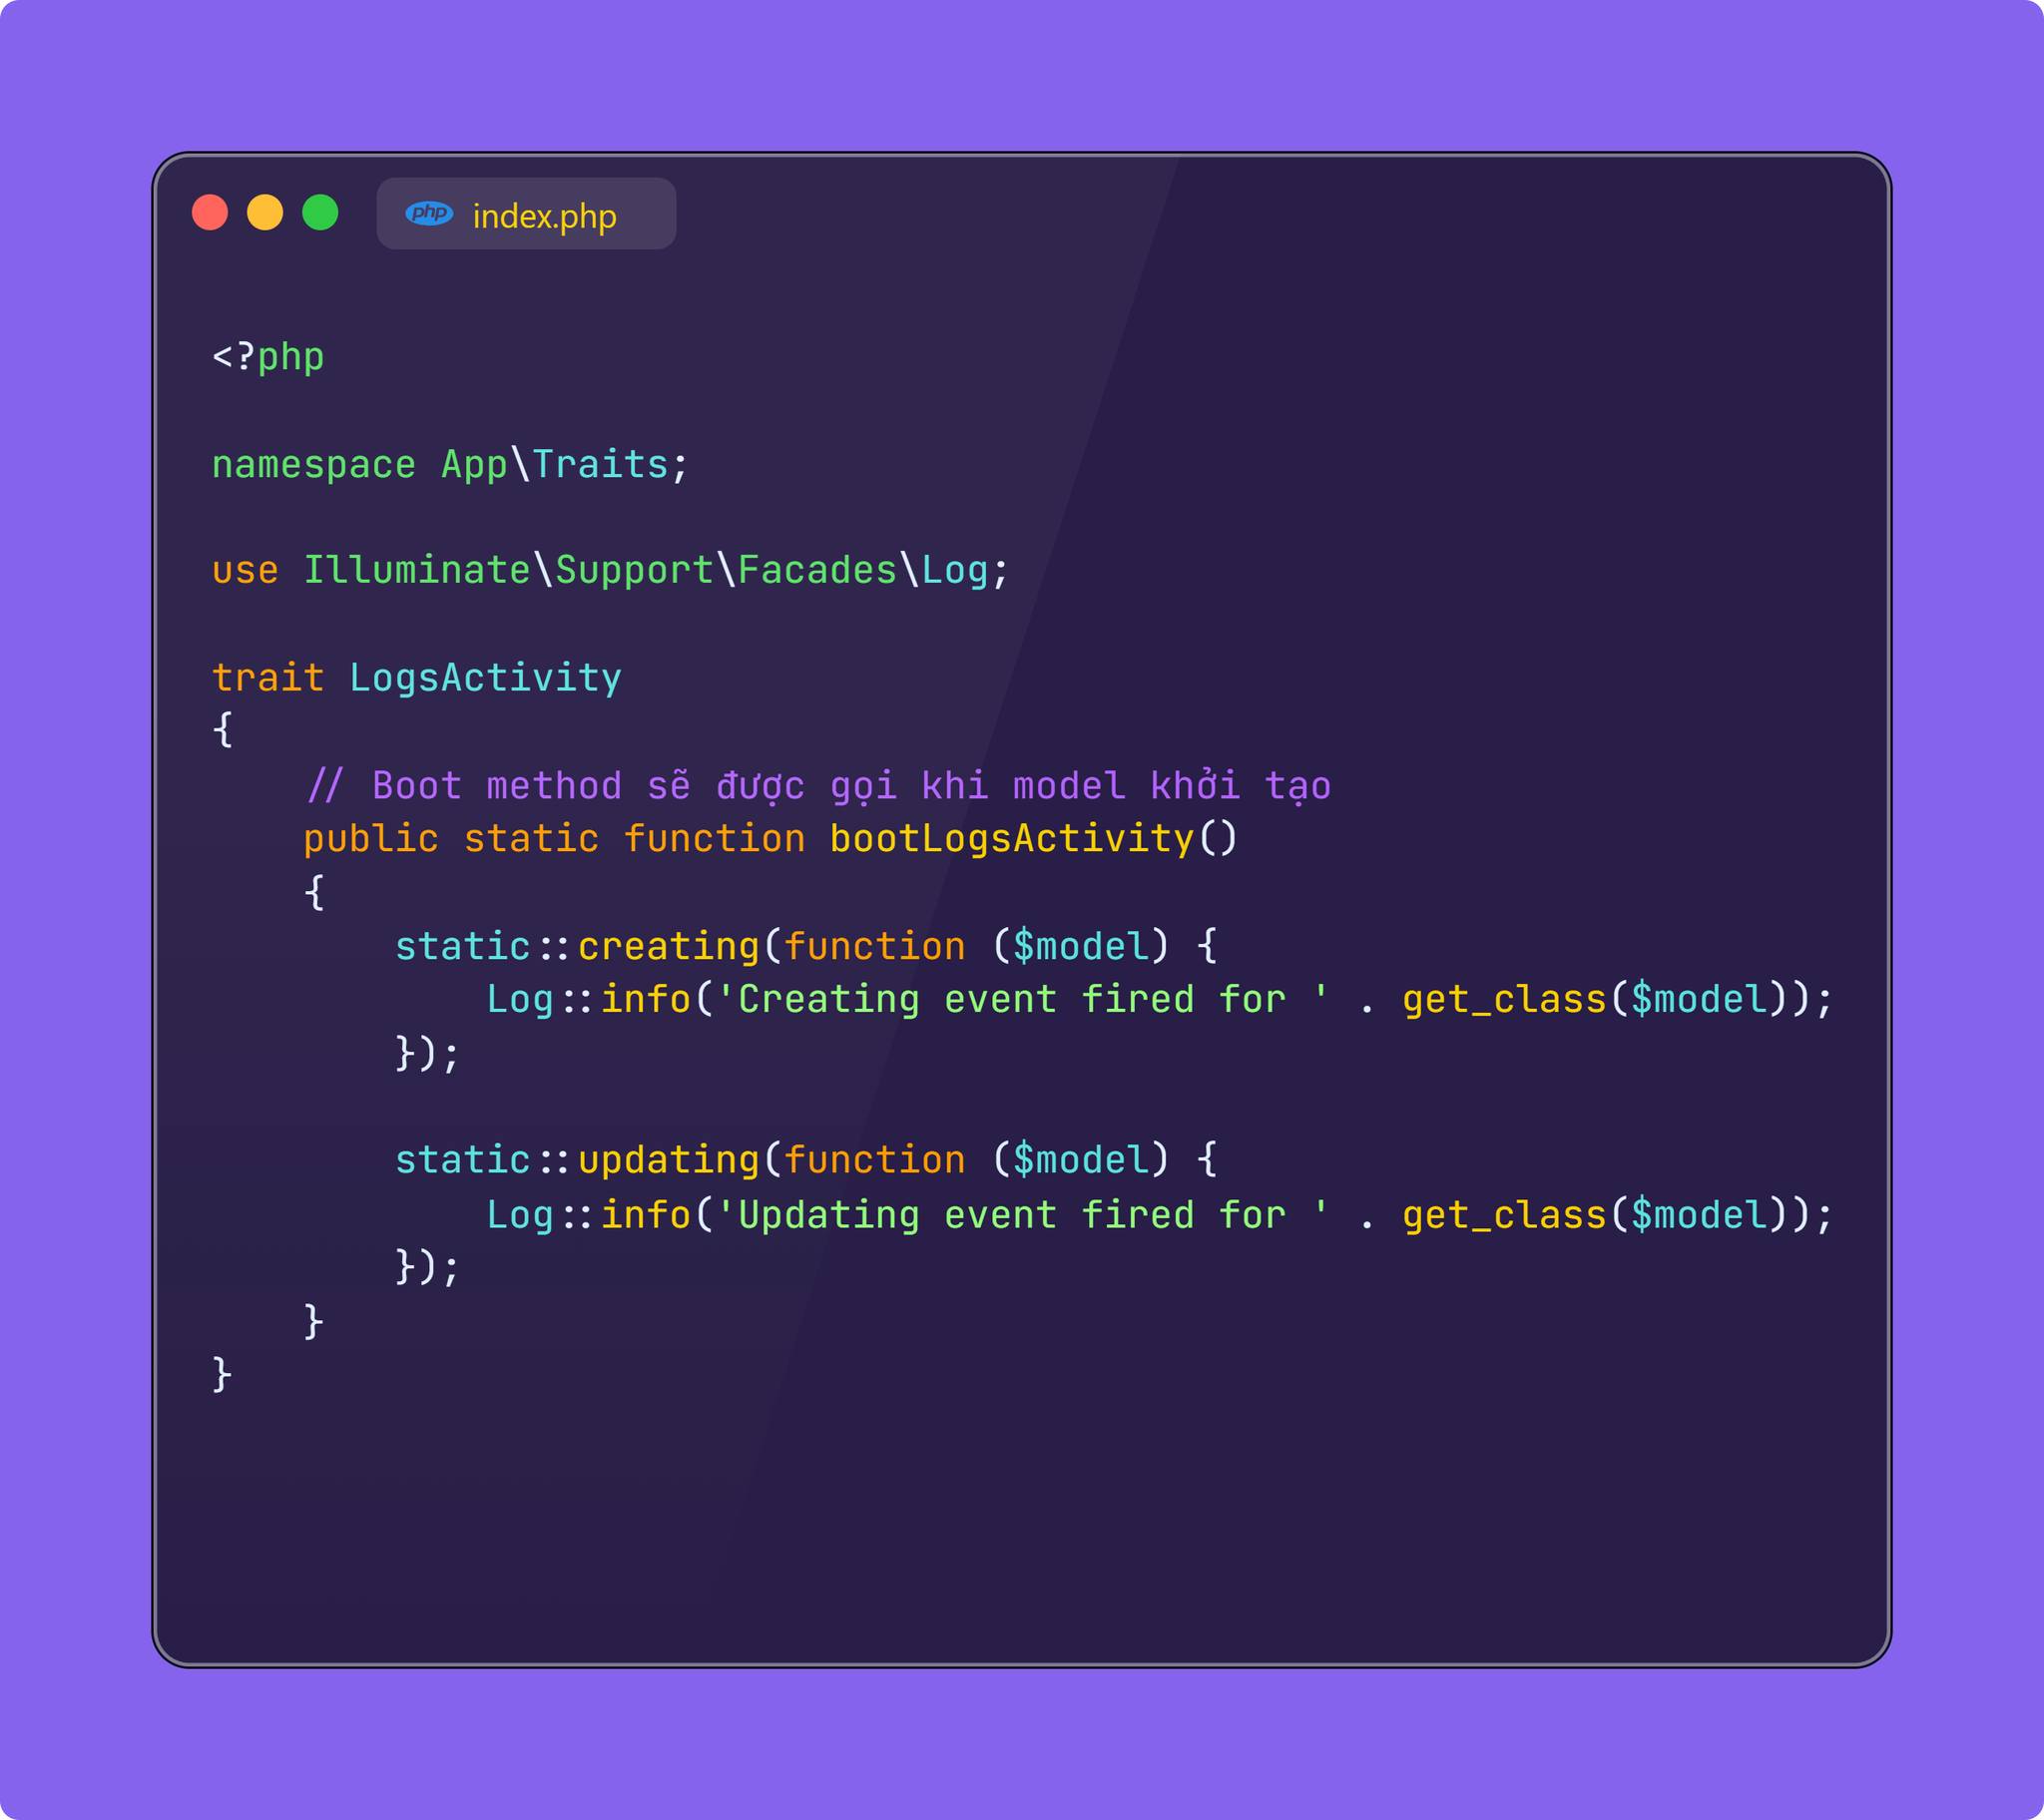 php index.php
<?php
namespace App\Traits;
use Illuminate\Support\Facades\Log;
trait LogsActivity
{
    // Boot method sẽ được gọi khi model khởi tạo
    public static function bootLogsActivity()
    {
        static::creating(function ($model) {
            Log::info('Creating event fired for ' . get_class($model));
        });
        static::updating(function ($model) {
            Log::info('Updating event fired for ' . get_class($model));
        });
    }
}